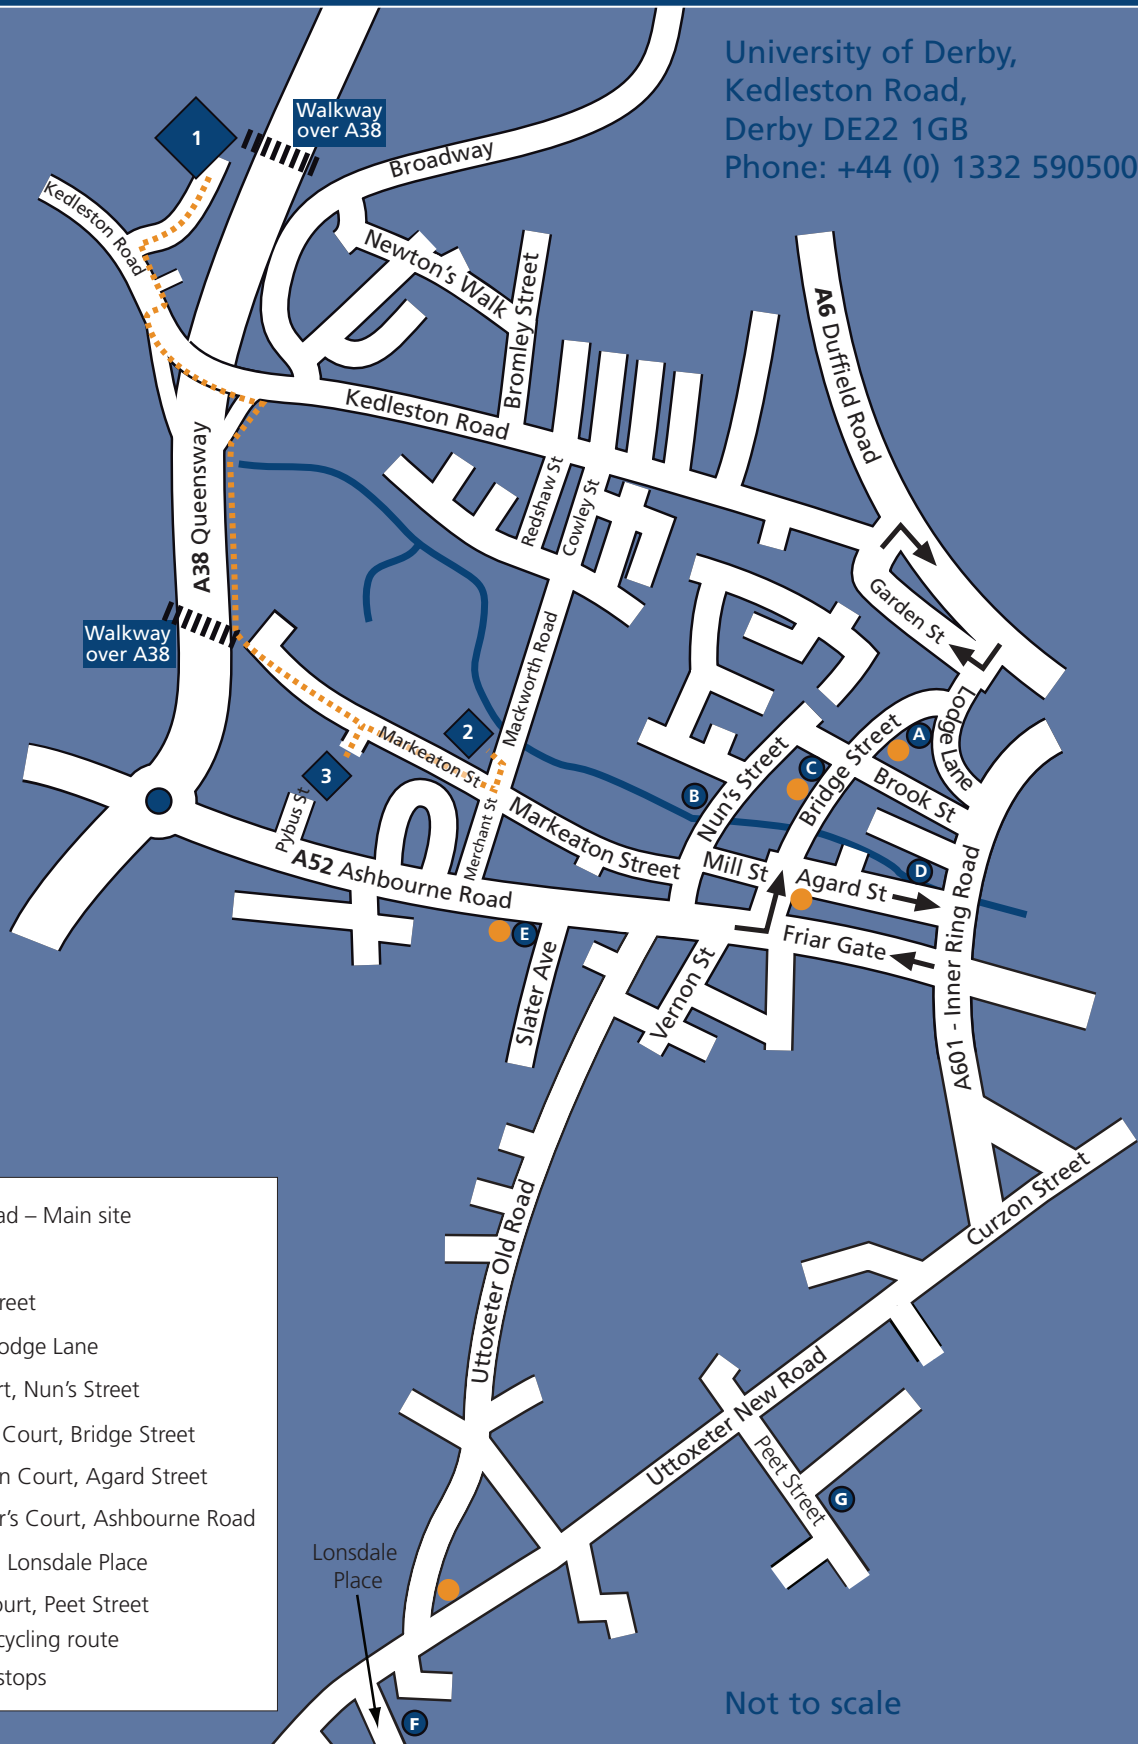 University of Derby,
Kedleston Road,
Derby DE22 1GB
Phone: +44 (0) 1332 590500
Walkway
over A38
1
Broadway
Kedleston Road
Newton's Walk
Bromley Street
A6 Duffield Road
Kedleston Road
A38 Queensway
Redshaw St
Cowley St
Garden St
Walkway
over A38
Mackworth Road
Lodge Lane
2
A
Markeaton St
Bridge Street
Nun's Street
C
3
Brook St
B
Pybus St
Merchant St
Markeaton Street
Mill St
Agard St
D
A52 Ashbourne Road
E
Friar Gate
Slater Ave
Vernon St
A601 - Inner Ring Road
Curzon Street
Uttoxeter Old Road
Uttoxeter New Road
Peet Street
G
Lonsdale
Place
F
ad – Main site
reet
odge Lane
rt, Nun's Street
Court, Bridge Street
n Court, Agard Street
r's Court, Ashbourne Road
, Lonsdale Place
ourt, Peet Street
cycling route
stops
Not to scale